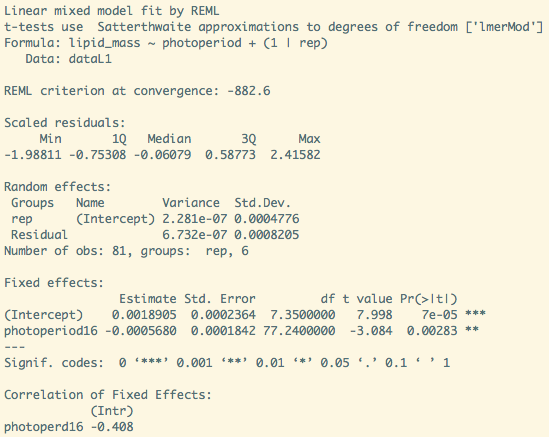 Linear mixed model fit by REML
t-tests use  Satterthwaite approximations to degrees of freedom ['lmerMod']
Formula: lipid_mass ~ photoperiod + (1 | rep)
   Data: dataL1

REML criterion at convergence: -882.6

Scaled residuals:
     Min       1Q   Median       3Q      Max
-1.98811 -0.75308 -0.06079  0.58773  2.41582

Random effects:
 Groups   Name        Variance  Std.Dev.
 rep      (Intercept) 2.281e-07 0.0004776
 Residual             6.732e-07 0.0008205
Number of obs: 81, groups:  rep, 6

Fixed effects:
               Estimate Std. Error         df t value Pr(>|t|)
(Intercept)   0.0018905  0.0002364  7.3500000   7.998    7e-05 ***
photoperiod16 -0.0005680  0.0001842 77.2400000  -3.084  0.00283 **
---
Signif. codes:  0 ‘***’ 0.001 ‘**’ 0.01 ‘*’ 0.05 ‘.’ 0.1 ‘ ’ 1

Correlation of Fixed Effects:
            (Intr)
photoperd16 -0.408